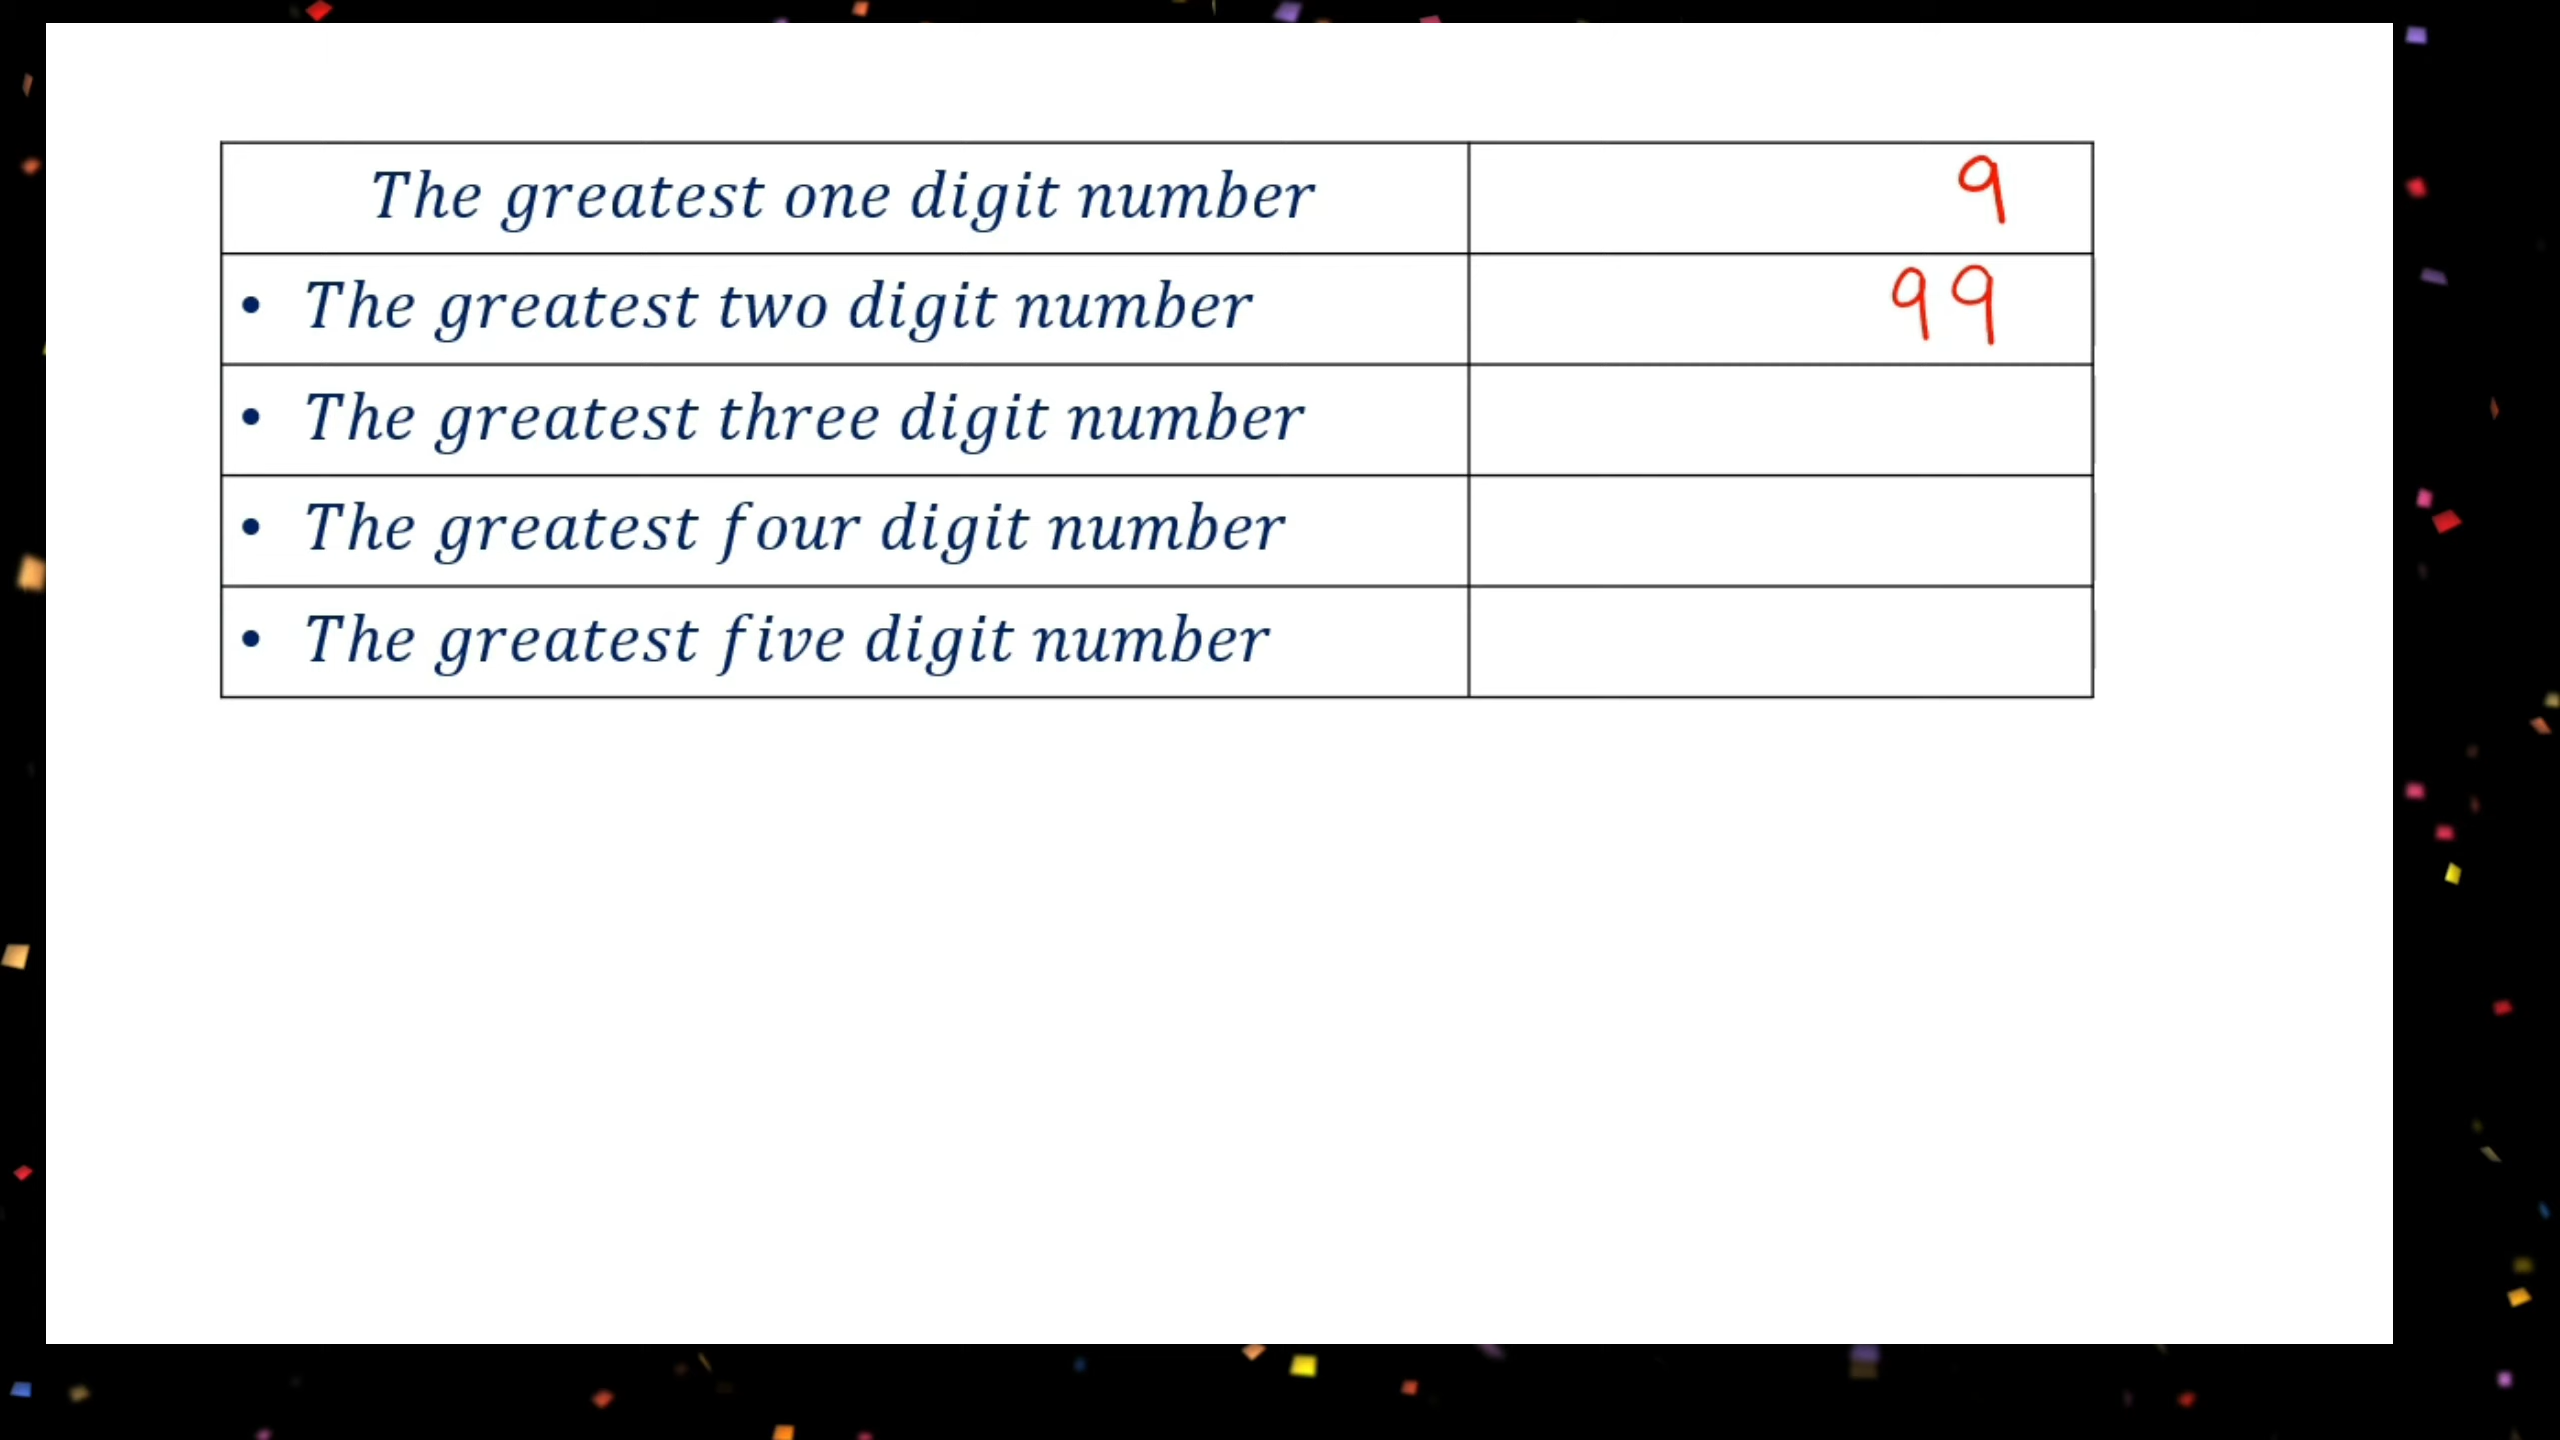 The greatest one digit number 9
• The greatest two digit number 99
• The greatest three digit number
• The greatest four digit number
• The greatest five digit number